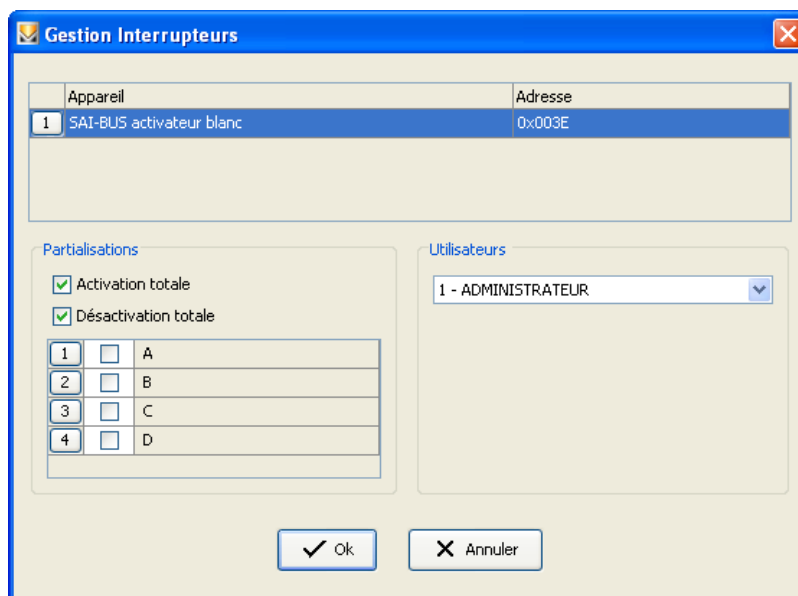 Gestion Interrupteurs
Appareil Adresse
1 SAI-BUS activateur blanc 0x003E
Partialisations
Activation totale
Désactivation totale
1 A
2 B
3 C
4 D
Utilisateurs
1 - ADMINISTRATEUR
Ok Annuler